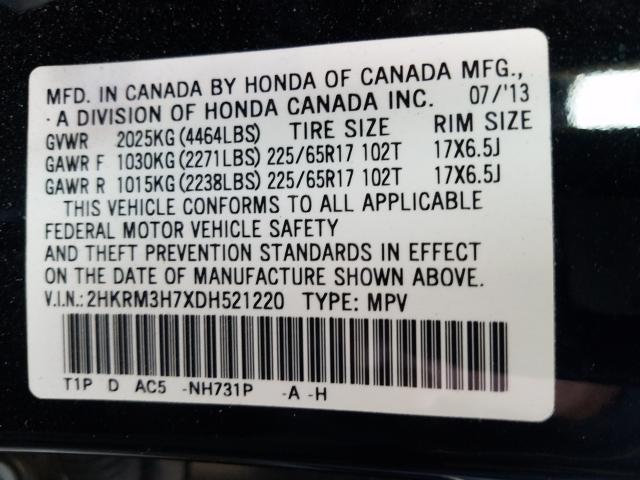 MFD. IN CANADA BY HONDA OF CANADA MFG.,
A DIVISION OF HONDA CANADA INC. 07/'13
GVWR 2025KG (4464LBS) TIRE SIZE RIM SIZE
GAWR F 1030KG (2271LBS) 225/65R17 102T 17X6.5J
GAWR R 1015KG (2238LBS) 225/65R17 102T 17X6.5J
THIS VEHICLE CONFORMS TO ALL APPLICABLE
FEDERAL MOTOR VEHICLE SAFETY
AND THEFT PREVENTION STANDARDS IN EFFECT
ON THE DATE OF MANUFACTURE SHOWN ABOVE.
V.I.N.: 2HKRM3H7XDH521220 TYPE: MPV
T1P D AC5 -NH731P -A -H